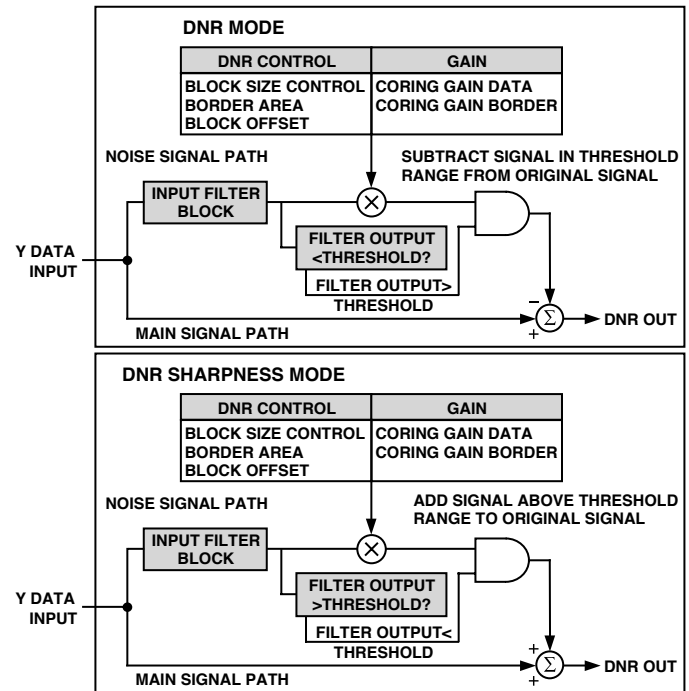 DNR MODE
DNR CONTROL GAIN
BLOCK SIZE CONTROL CORING GAIN DATA
BORDER AREA CORING GAIN BORDER
BLOCK OFFSET
NOISE SIGNAL PATH
SUBTRACT SIGNAL IN THRESHOLD
RANGE FROM ORIGINAL SIGNAL
INPUT FILTER
BLOCK
×
FILTER OUTPUT
<THRESHOLD?
Y DATA
INPUT
FILTER OUTPUT>
THRESHOLD
MAIN SIGNAL PATH
−
+
Σ
DNR OUT
DNR SHARPNESS MODE
DNR CONTROL GAIN
BLOCK SIZE CONTROL CORING GAIN DATA
BORDER AREA CORING GAIN BORDER
BLOCK OFFSET
NOISE SIGNAL PATH
ADD SIGNAL ABOVE THRESHOLD
RANGE TO ORIGINAL SIGNAL
INPUT FILTER
BLOCK
×
FILTER OUTPUT
>THRESHOLD?
Y DATA
INPUT
FILTER OUTPUT<
THRESHOLD
MAIN SIGNAL PATH
+
+
Σ
DNR OUT